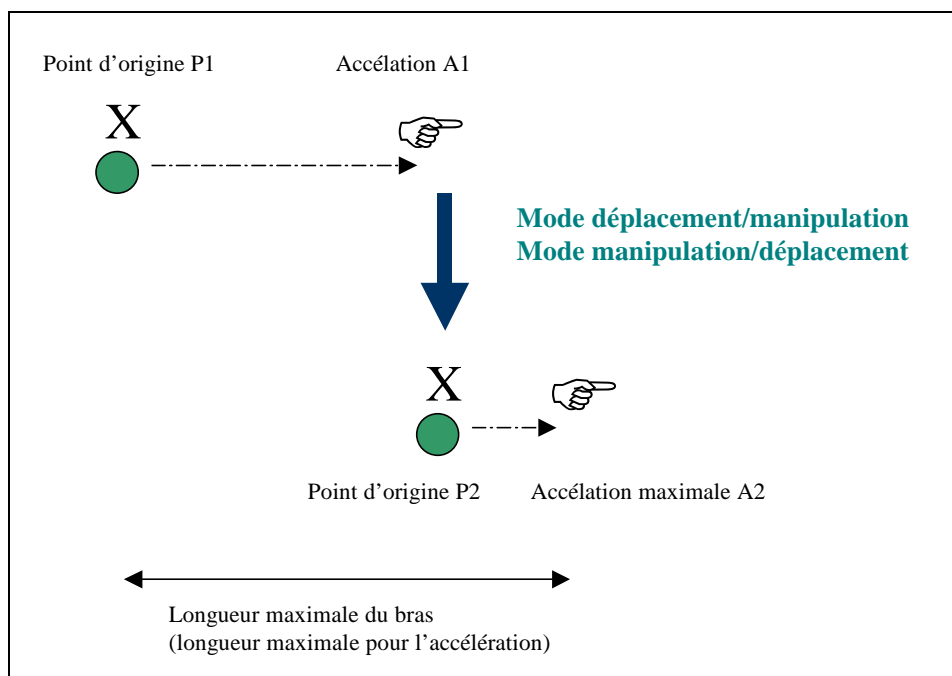 Point d’origine P1
Accélation A1
X
Mode déplacement/manipulation
Mode manipulation/déplacement
X
Point d’origine P2
Accélation maximale A2
Longueur maximale du bras
(longueur maximale pour l’accélération)